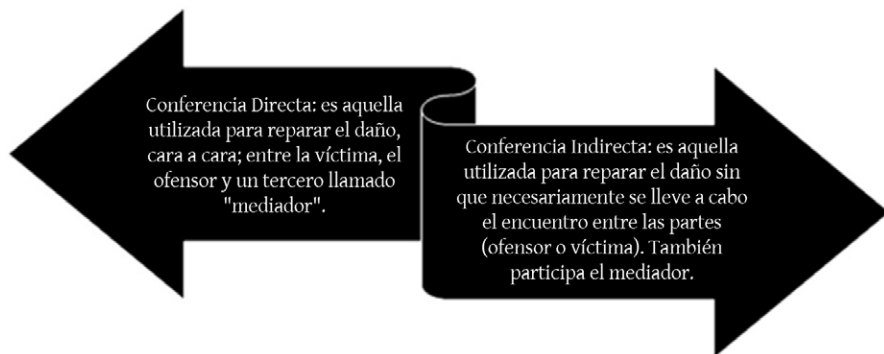 Conferencia Directa: es aquella
utilizada para reparar el daño,
cara a cara; entre la víctima, el
ofensor y un tercero llamado
"mediador".
Conferencia Indirecta: es aquella
utilizada para reparar el daño sin
que necesariamente se lleve a cabo
el encuentro entre las partes
(ofensor o víctima). También
participa el mediador.